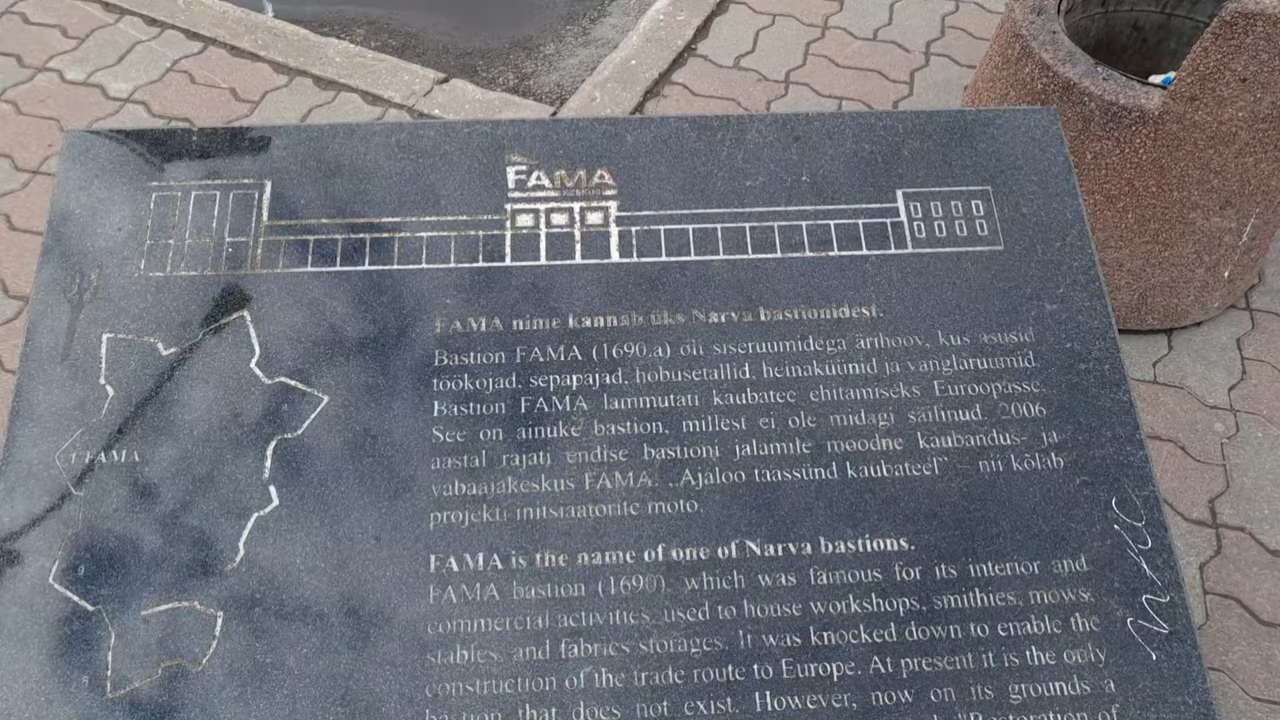 FAMA
KESKUS
FAMA nime kannab üks Narva bastionidest.
Bastion FAMA (1690.a) oli siseruumidega ärihoov, kus asusid
töökojad, sepapajad, hobusetallid, heinaküünid ja vanglaruumid.
Bastion FAMA lammutati kaubatee ehitamiseks Euroopasse.
See on ainuke bastion, millest ei ole midagi säilinud. 2006
aastal rajati endise bastioni jalamile moodne kaubandus- ja
vabaajakeskus FAMA. „Ajaloo taassünd kaubateel“ – nii kõlab
projekti initsiaatorite moto.
1 FAMA
FAMA is the name of one of Narva bastions.
FAMA bastion (1690), which was famous for its interior and
commercial activities, used to house workshops, smithies, mows,
stables, and fabrics storages. It was knocked down to enable the
construction of the trade route to Europe. At present it is the only
bastion that does not exist. However, now on its grounds a
"Restoration of